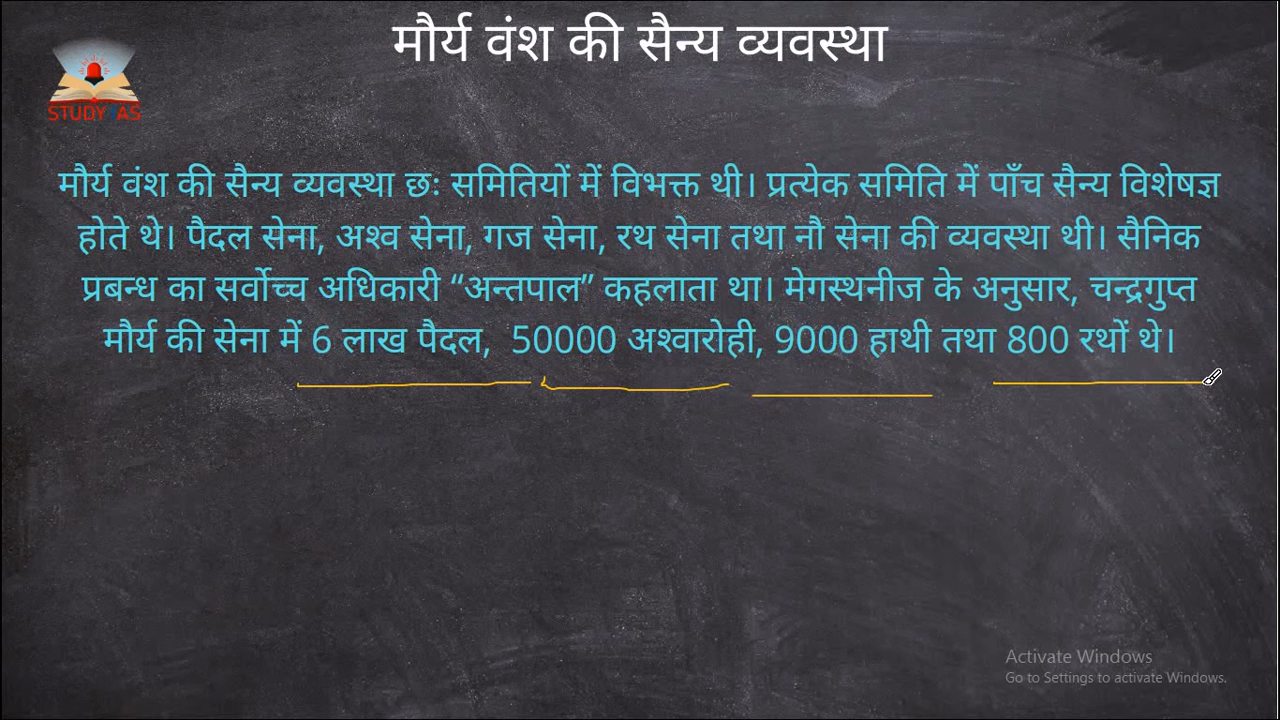 मौर्य वंश की सैन्य व्यवस्था
STUDY AS
मौर्य वंश की सैन्य व्यवस्था छः समितियों में विभक्त थी। प्रत्येक समिति में पाँच सैन्य विशेषज्ञ
होते थे। पैदल सेना, अश्व सेना, गज सेना, रथ सेना तथा नौ सेना की व्यवस्था थी। सैनिक
प्रबन्ध का सर्वोच्च अधिकारी “अन्तपाल” कहलाता था। मेगस्थनीज के अनुसार, चन्द्रगुप्त
मौर्य की सेना में 6 लाख पैदल, 50000 अश्वारोही, 9000 हाथी तथा 800 रथों थे।
Activate Windows
Go to Settings to activate Windows.